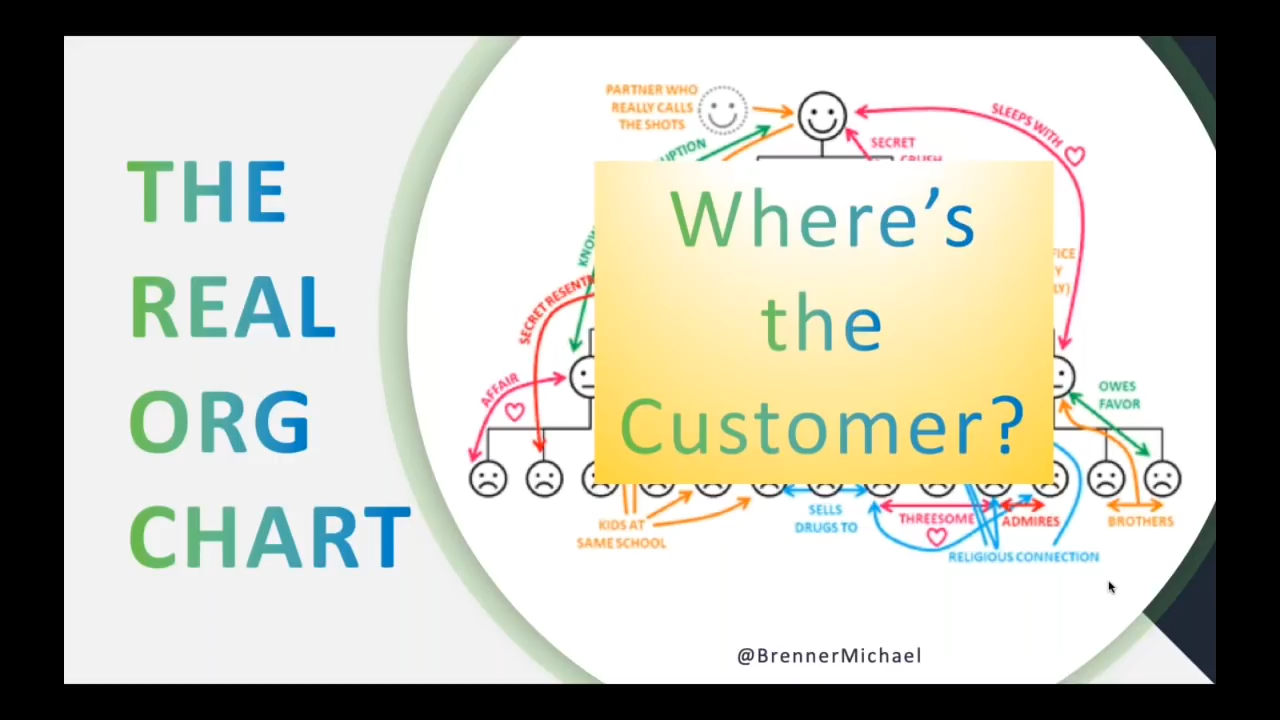 THE
REAL
ORG
CHART
PARTNER WHO
REALLY CALLS
THE SHOTS
SLEEPS WITH
SECRET
Where's
the
Customer?
SECRET
AFFAIR
OWES
FAVOR
KIDS AT
SAME SCHOOL
SELLS
DRUGS TO
THREESOME
ADMIRES
BROTHERS
RELIGIOUS CONNECTION
@BrennerMichael